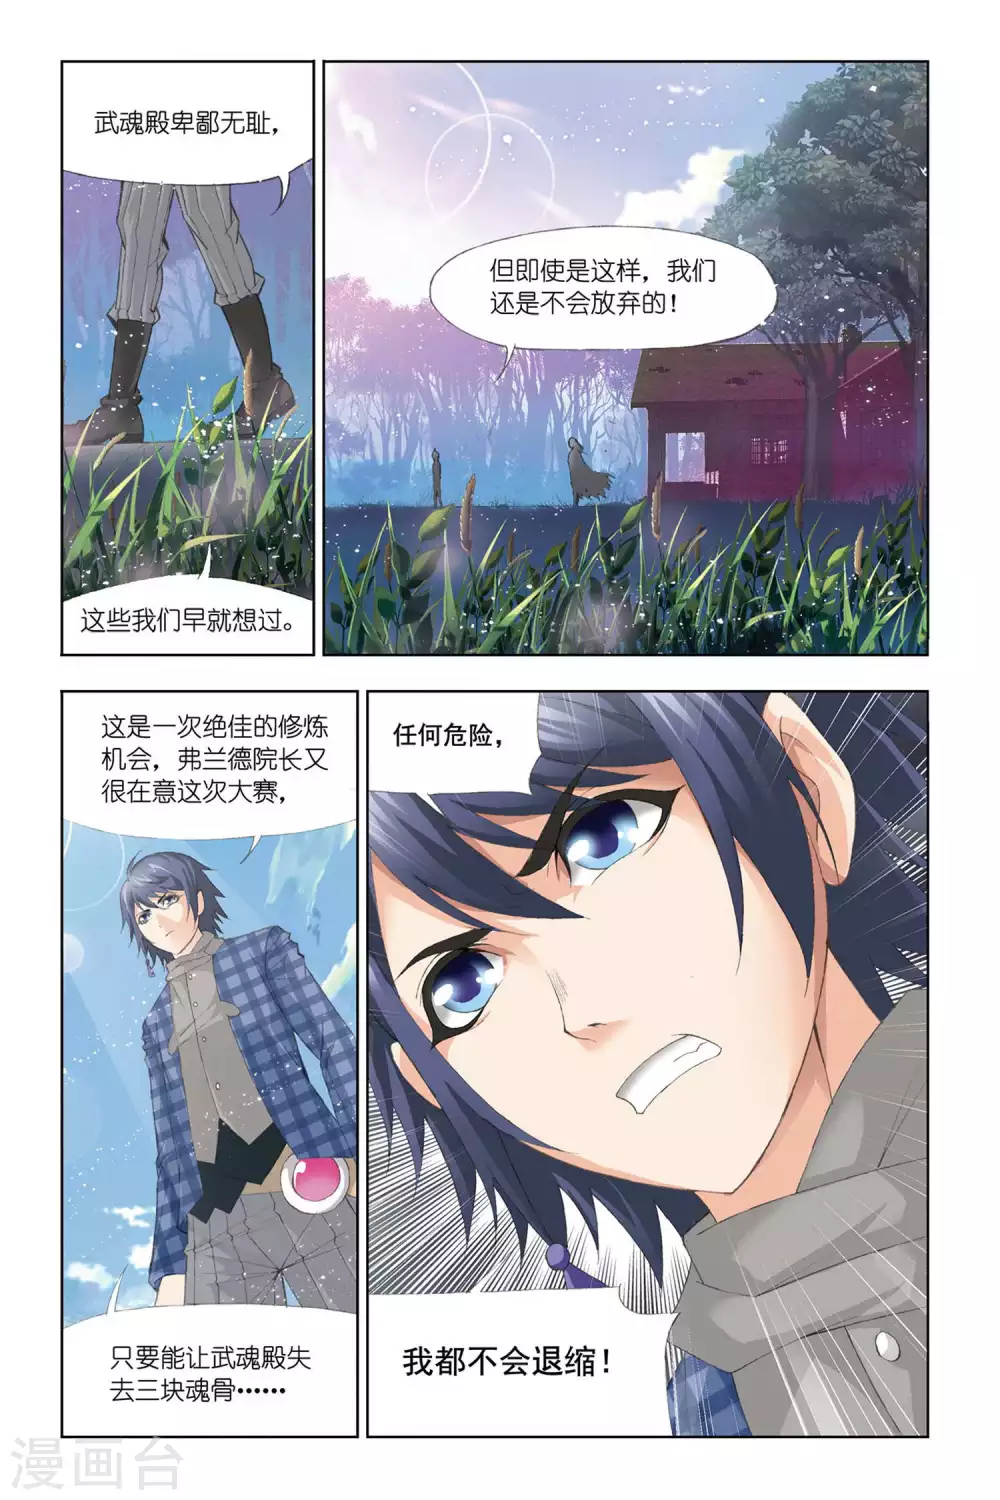 武魂殿卑鄙无耻，
这些我们早就想过。
但即使是这样，我们
还是不会放弃的！
这是一次绝佳的修炼
机会，弗兰德院长又
很在意这次大赛，
只要能让武魂殿失
去三块魂骨……
任何危险，
我都不会退缩！
漫画台